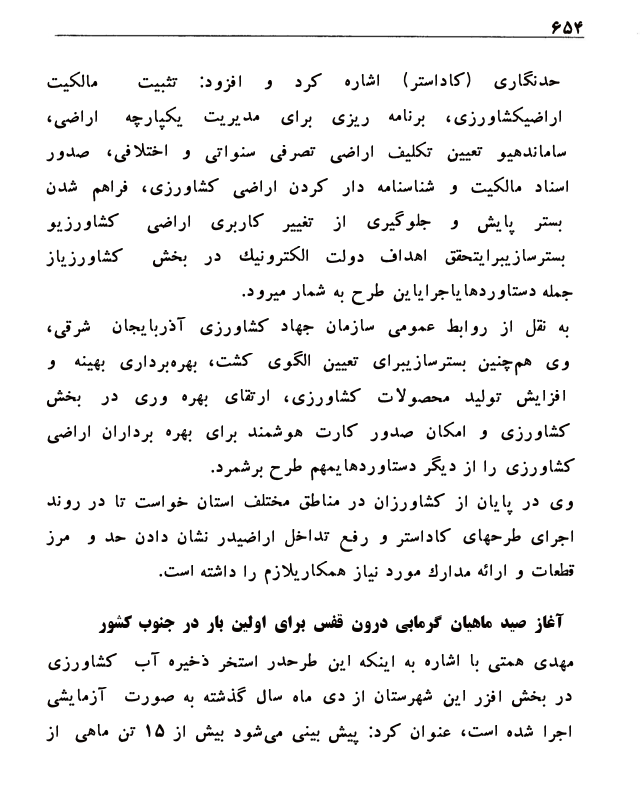 ۶۵۴
حدنگاری (کاداستر) اشاره کرد و افزود: تثبیت مالکیت
اراضیکشاورزی، برنامه ریزی برای مدیریت یکپارچه اراضی،
ساماندهیو تعیین تکلیف اراضی تصرفی سنواتی و اختلافی، صدور
اسناد مالکیت و شناسنامه دار کردن اراضی کشاورزی، فراهم شدن
بستر پایش و جلوگیری از تغییر کاربری اراضی کشاورزیو
بسترسازیبرایتحقق اهداف دولت الکترونیك در بخش کشاورزیاز
جمله دستاوردهایاجرایاین طرح به شمار میرود.
به نقل از روابط عمومی سازمان جهاد کشاورزی آذربایجان شرقی،
وی هم‌چنین بسترسازیبرای تعیین الگوی کشت، بهره‌برداری بهینه و
افزایش تولید محصولات کشاورزی، ارتقای بهره وری در بخش
کشاورزی و امکان صدور کارت هوشمند برای بهره برداران اراضی
کشاورزی را از دیگر دستاوردهایمهم طرح برشمرد.
وی در پایان از کشاورزان در مناطق مختلف استان خواست تا در روند
اجرای طرحهای کاداستر و رفع تداخل اراضیدر نشان دادن حد و مرز
قطعات و ارائه مدارك مورد نیاز همکاریلازم را داشته است.
آغاز صید ماهیان گرمابی درون قفس برای اولین بار در جنوب کشور
مهدی همتی با اشاره به اینکه این طرحدر استخر ذخیره آب کشاورزی
در بخش افزر این شهرستان از دی ماه سال گذشته به صورت آزمایشی
اجرا شده است، عنوان کرد: پیش بینی می‌شود بیش از ۱۵ تن ماهی از